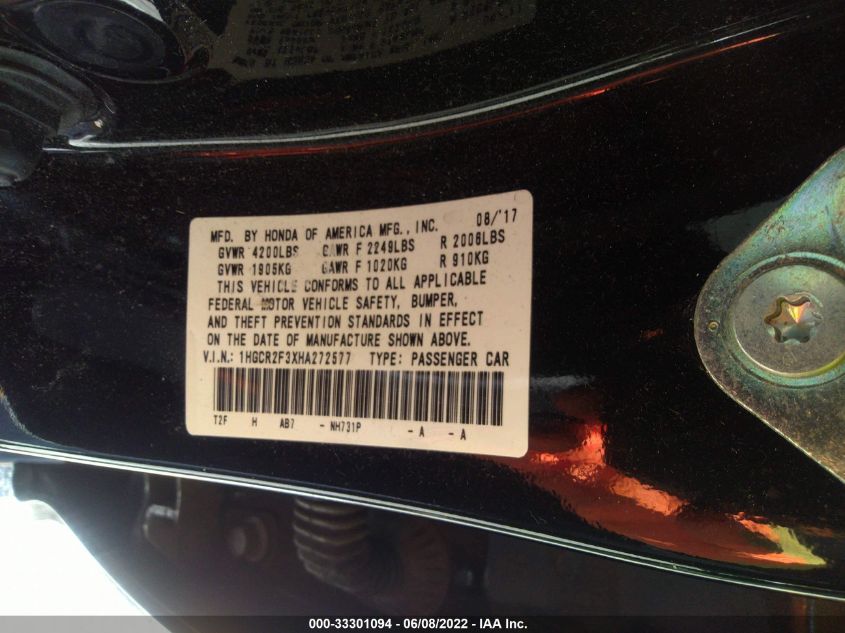 MFD. BY HONDA OF AMERICA MFG., INC. 08/'17
GVWR 4200LBS GAWR F 2249LBS R 2006LBS
GVWR 1905KG GAWR F 1020KG R 910KG
THIS VEHICLE CONFORMS TO ALL APPLICABLE
FEDERAL MOTOR VEHICLE SAFETY, BUMPER,
AND THEFT PREVENTION STANDARDS IN EFFECT
ON THE DATE OF MANUFACTURE SHOWN ABOVE.
V.I.N.: 1HGCR2F3XHA272577 TYPE: PASSENGER CAR
T2F H AB7 - NH731P - A - A
000-33301094 - 06/08/2022 - IAA Inc.